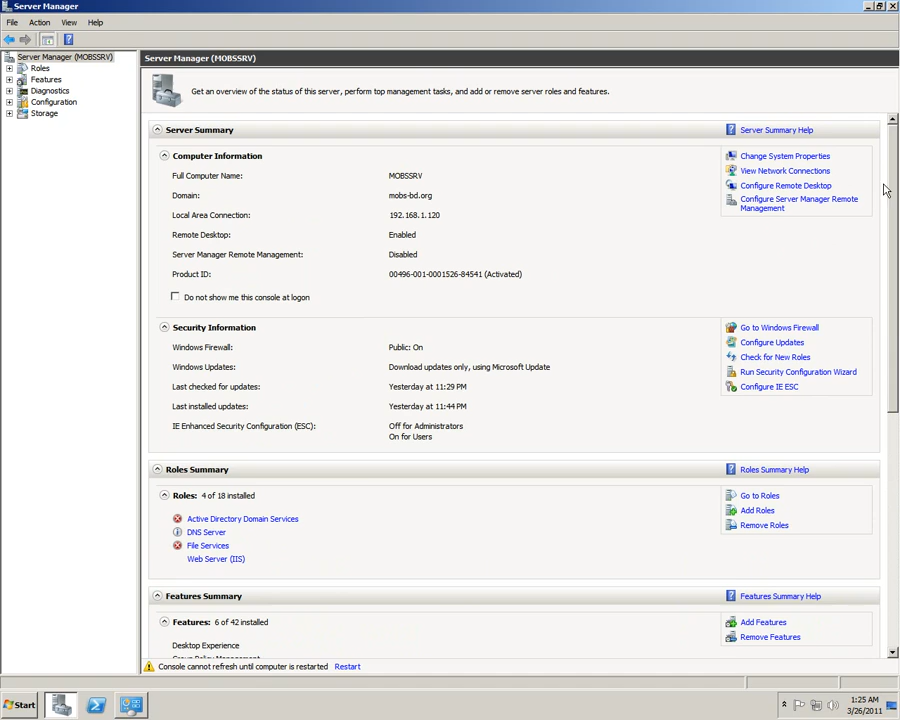 Server Manager
File Action View Help
Server Manager (MOBSSRV)
Roles
Features
Diagnostics
Configuration
Storage
Server Manager (MOBSSRV)
Get an overview of the status of this server, perform top management tasks, and add or remove server roles and features.
Server Summary
Server Summary Help
Computer Information
Full Computer Name: MOBSSRV
Domain: mobs-bd.org
Local Area Connection: 192.168.1.120
Remote Desktop: Enabled
Server Manager Remote Management: Disabled
Product ID: 00496-001-0001526-84541 (Activated)
Do not show me this console at logon
Change System Properties
View Network Connections
Configure Remote Desktop
Configure Server Manager Remote
Management
Security Information
Windows Firewall: Public: On
Windows Updates: Download updates only, using Microsoft Update
Last checked for updates: Yesterday at 11:29 PM
Last installed updates: Yesterday at 11:44 PM
IE Enhanced Security Configuration (ESC): Off for Administrators
On for Users
Go to Windows Firewall
Configure Updates
Check for New Roles
Run Security Configuration Wizard
Configure IE ESC
Roles Summary
Roles Summary Help
Roles: 4 of 18 installed
Active Directory Domain Services
DNS Server
File Services
Web Server (IIS)
Go to Roles
Add Roles
Remove Roles
Features Summary
Features Summary Help
Features: 6 of 42 installed
Desktop Experience
Add Features
Remove Features
Console cannot refresh until computer is restarted Restart
Start
1:25 AM
3/26/2011